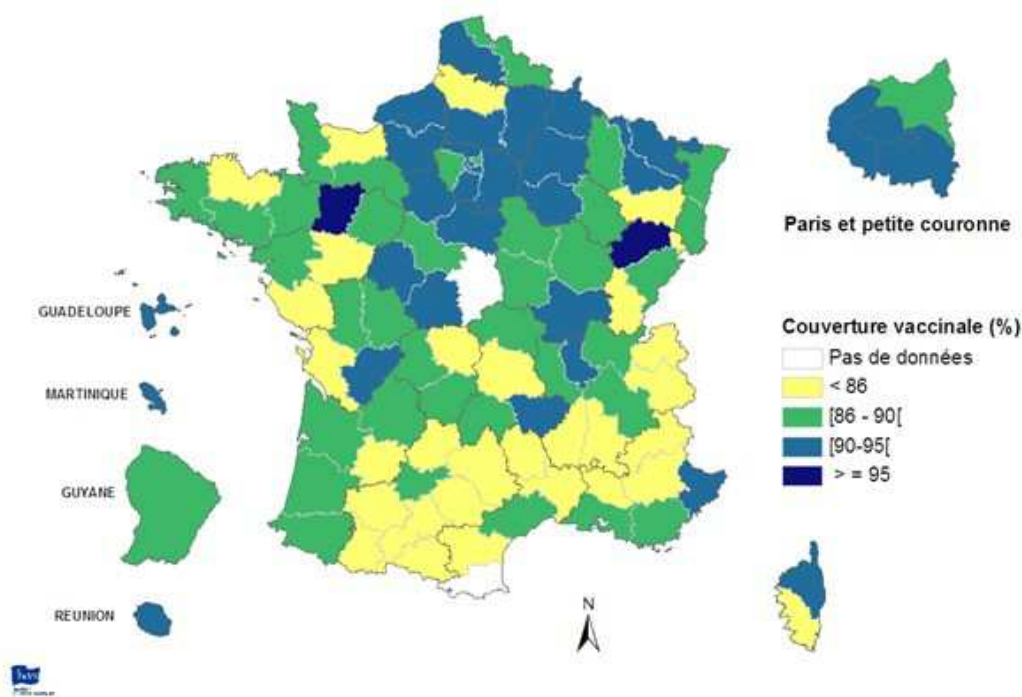 Paris et petite couronne
GUADELOUPE
MARTINIQUE
GUYANE
REUNION
Couverture vaccinale (%)
Pas de données
< 86
[86 - 90[
[90-95[
> = 95
N